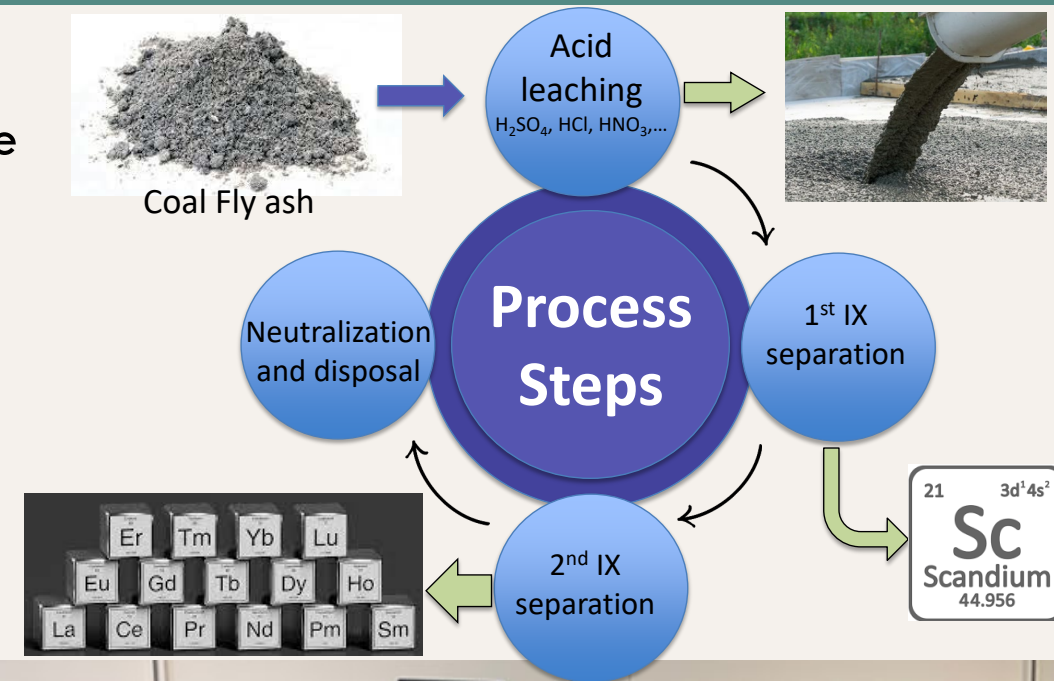 Acid
leaching
H₂SO₄, HCl, HNO₃,...
e
Coal Fly ash
Process
Steps
1st IX
separation
Neutralization
and disposal
21 3d¹4s²
Sc
Scandium
44.956
2nd IX
separation
Er Tm Yb Lu
Eu Gd Tb Dy Ho
La Ce Pr Nd Pm Sm